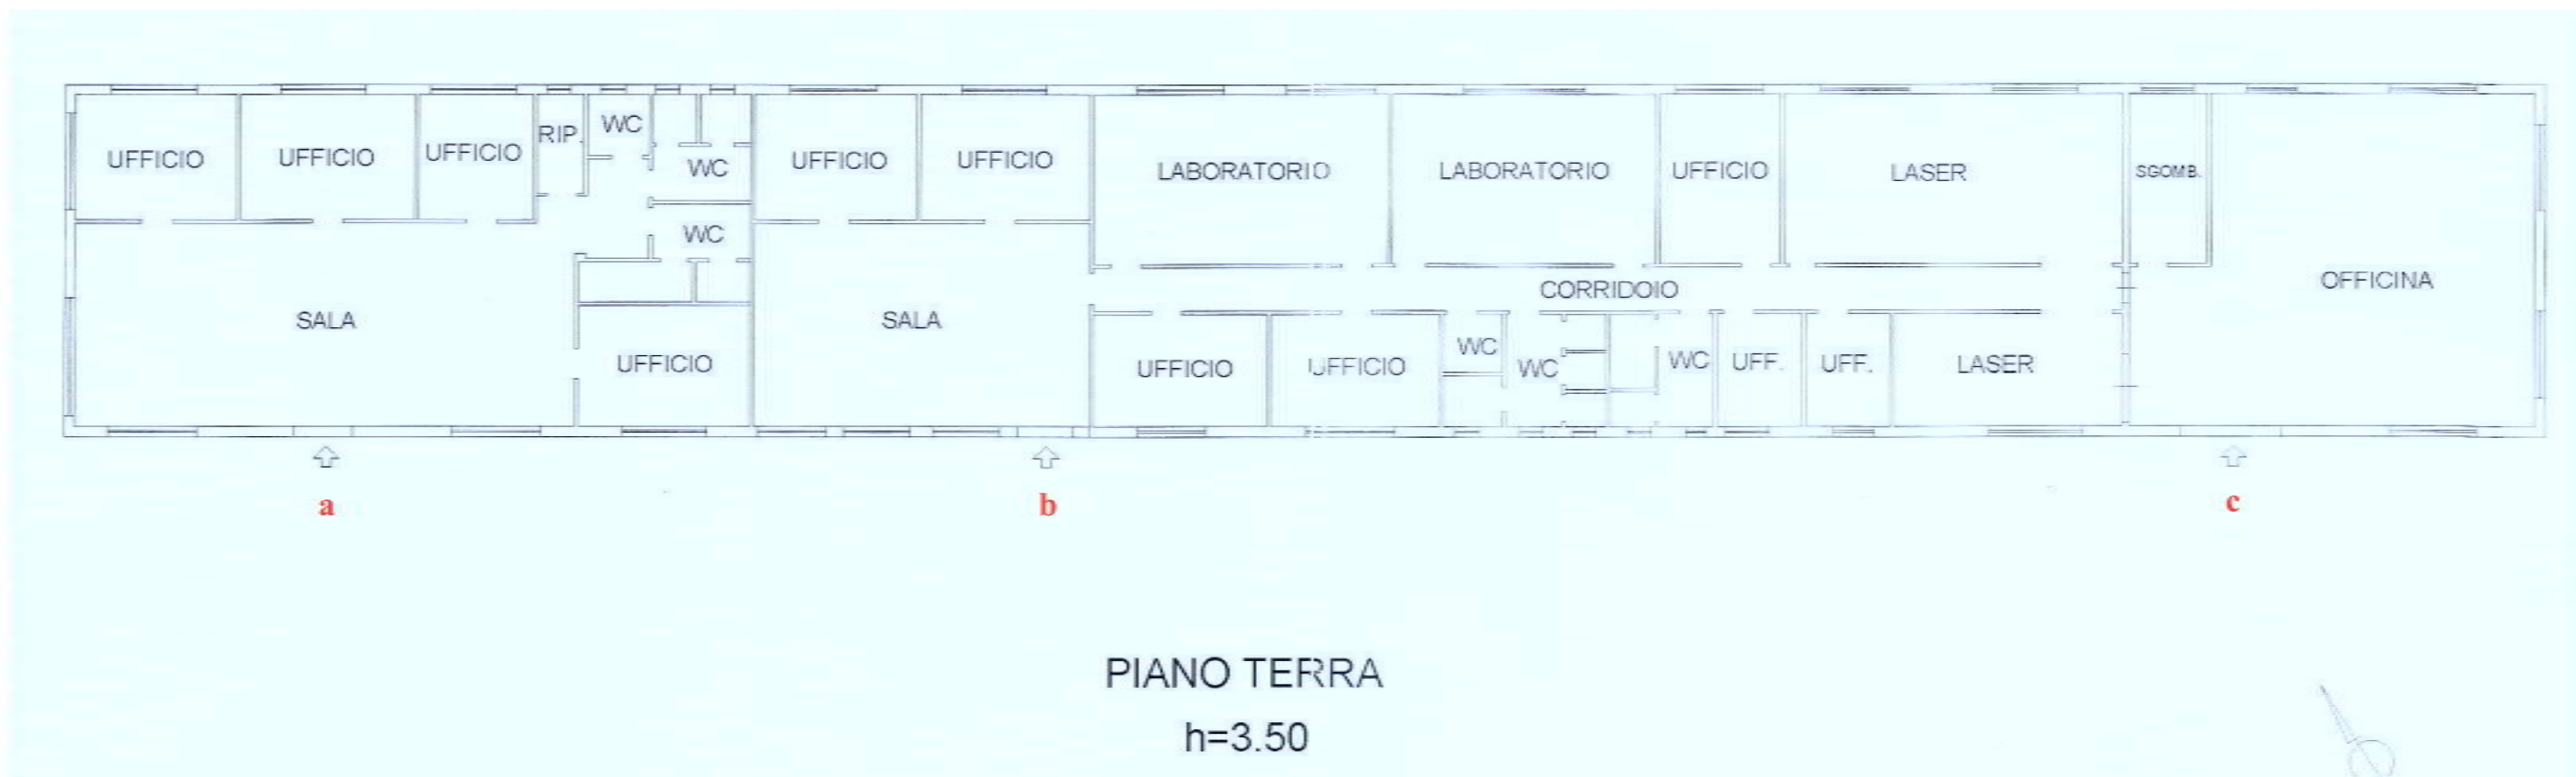 UFFICIO
UFFICIO
UFFICIO
RIP.
WC
WC
WC
UFFICIO
UFFICIO
LABORATORIO
LABORATORIO
UFFICIO
LASER
SGOMB.
OFFICINA
CORRIDOIO
SALA
UFFICIO
SALA
UFFICIO
UFFICIO
WC
WC
WC
UFF.
UFF.
LASER
a
b
c
PIANO TERRA
h=3.50